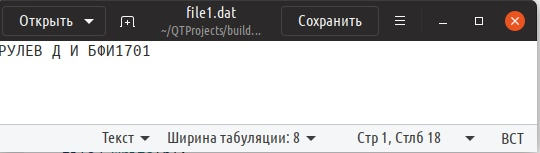 Открыть
file1.dat
~/QTProjects/build...
Сохранить
РУЛЕВ Д И БФИ1701
Текст
Ширина табуляции: 8
Стр 1, Стлб 18
ВСТ